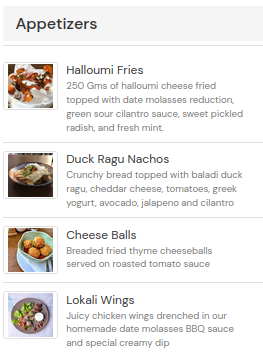 Appetizers
Halloumi Fries
250 Gms of halloumi cheese fried
topped with date molasses reduction,
green sour cilantro sauce, sweet pickled
radish, and fresh mint.
Duck Ragu Nachos
Crunchy bread topped with baladi duck
ragu, cheddar cheese, tomatoes, greek
yogurt, avocado, jalapeno and cilantro
Cheese Balls
Breaded fried thyme cheeseballs
served on roasted tomato sauce
Lokali Wings
Juicy chicken wings drenched in our
homemade date molasses BBQ sauce
and special creamy dip